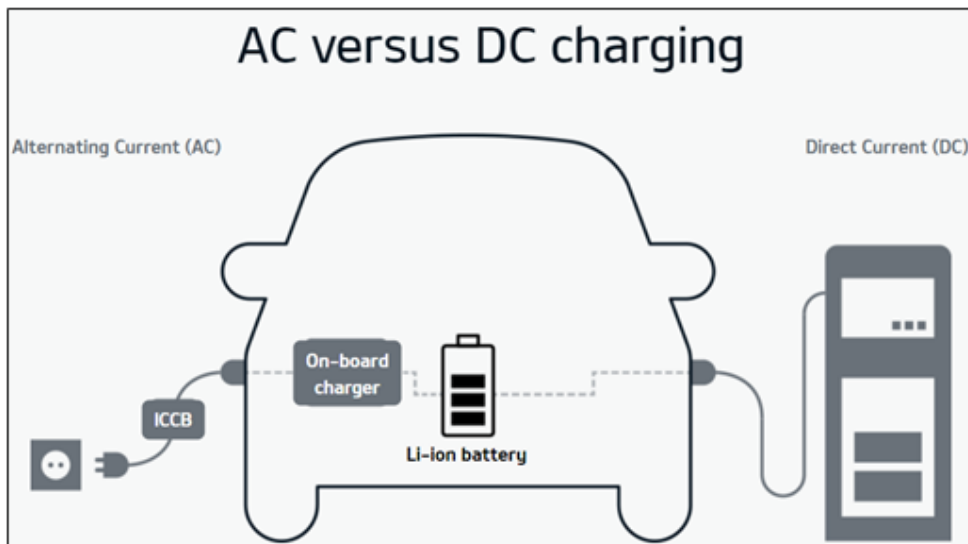 AC versus DC charging
Alternating Current (AC)
Direct Current (DC)
On-board
charger
ICCB
Li-ion battery